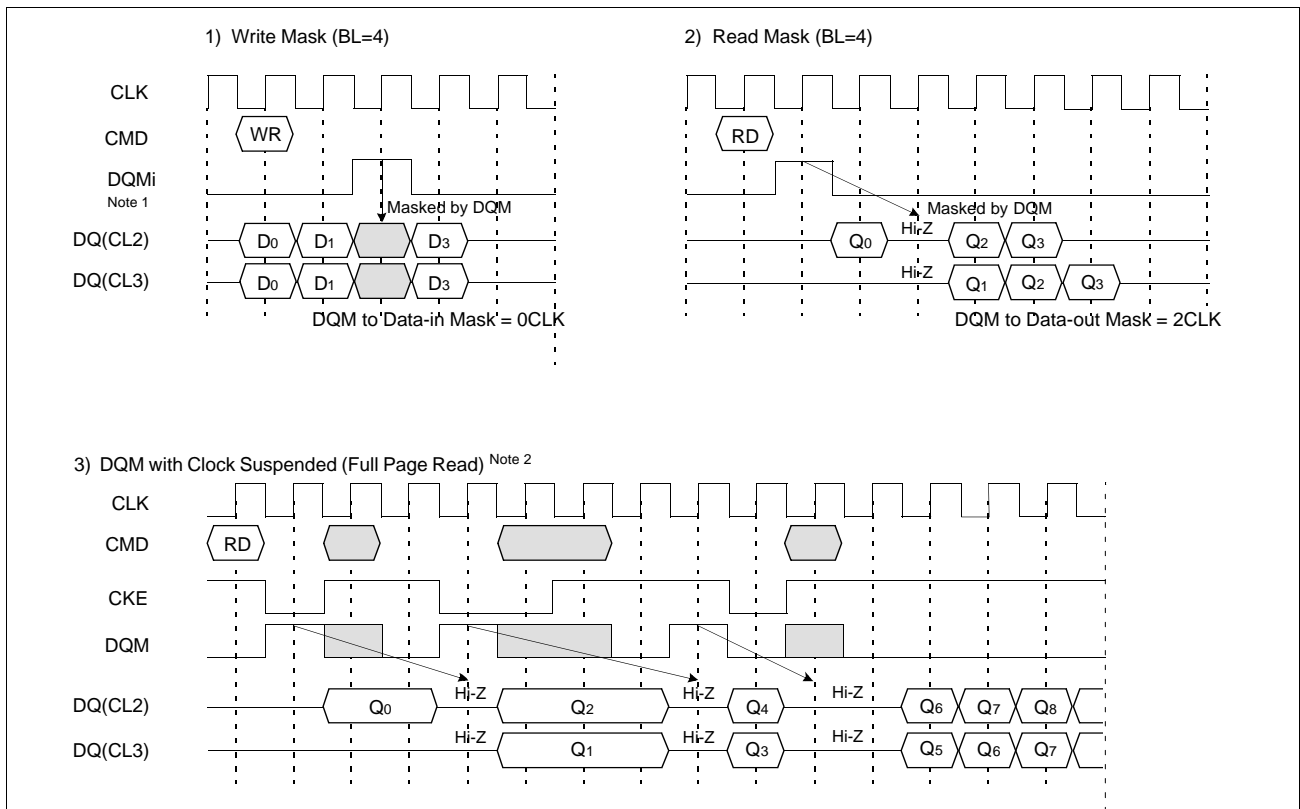 1) Write Mask (BL=4)
2) Read Mask (BL=4)
CLK
CMD
WR
RD
DQMi
Note 1
Masked by DQM
Masked by DQM
DQ(CL2)
D0 D1 D3
Q0 Hi-Z Q2 Q3
DQ(CL3)
D0 D1 D3
Hi-Z Q1 Q2 Q3
DQM to Data-in Mask = 0CLK
DQM to Data-out Mask = 2CLK
3) DQM with Clock Suspended (Full Page Read) Note 2
CLK
CMD
RD
CKE
DQM
DQ(CL2)
Q0 Hi-Z Q2 Hi-Z Q4 Hi-Z Q6 Q7 Q8
DQ(CL3)
Hi-Z Q1 Hi-Z Q3 Hi-Z Q5 Q6 Q7